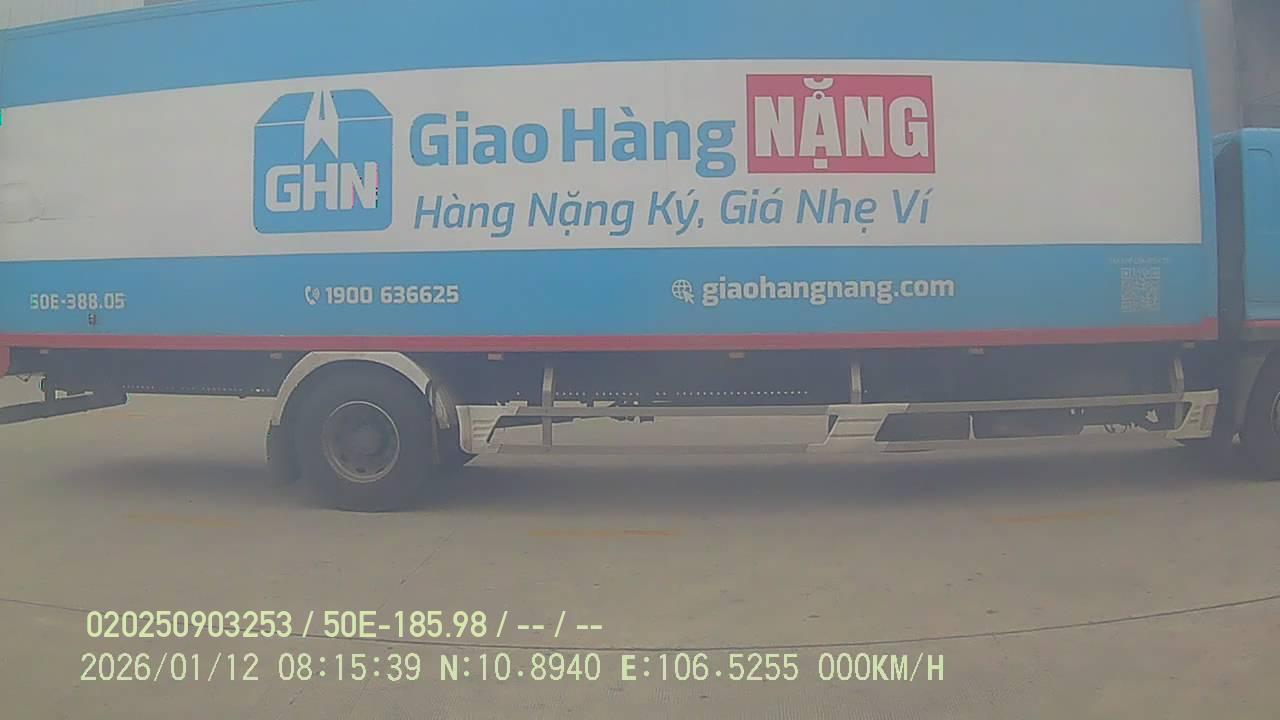 GHN
Giao Hàng NẶNG
Hàng Nặng Ký, Giá Nhẹ Ví
50E-388.05
1900 636625
giaohangnang.com
020250903253 / 50E-185.98 / -- / --
2026/01/12 08:15:39 N:10.8940 E:106.5255 000KM/H